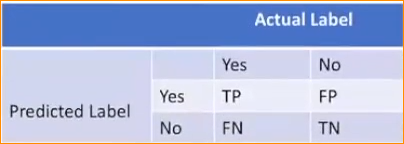 Actual Label
Yes No
Yes TP FP
Predicted Label
No FN TN